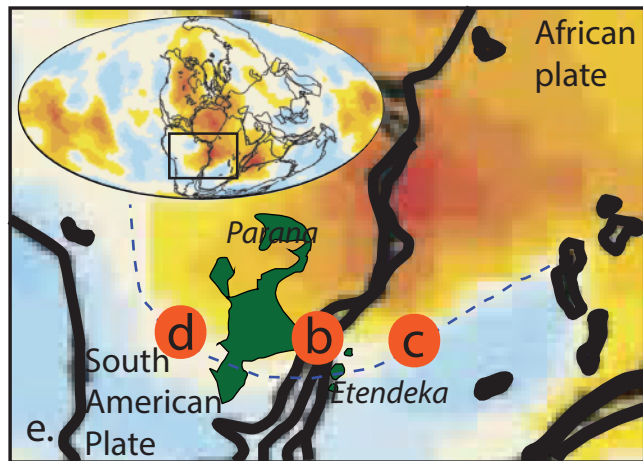 African
plate
Parana
d
b
c
South
American
Plate
Etendeka
e.